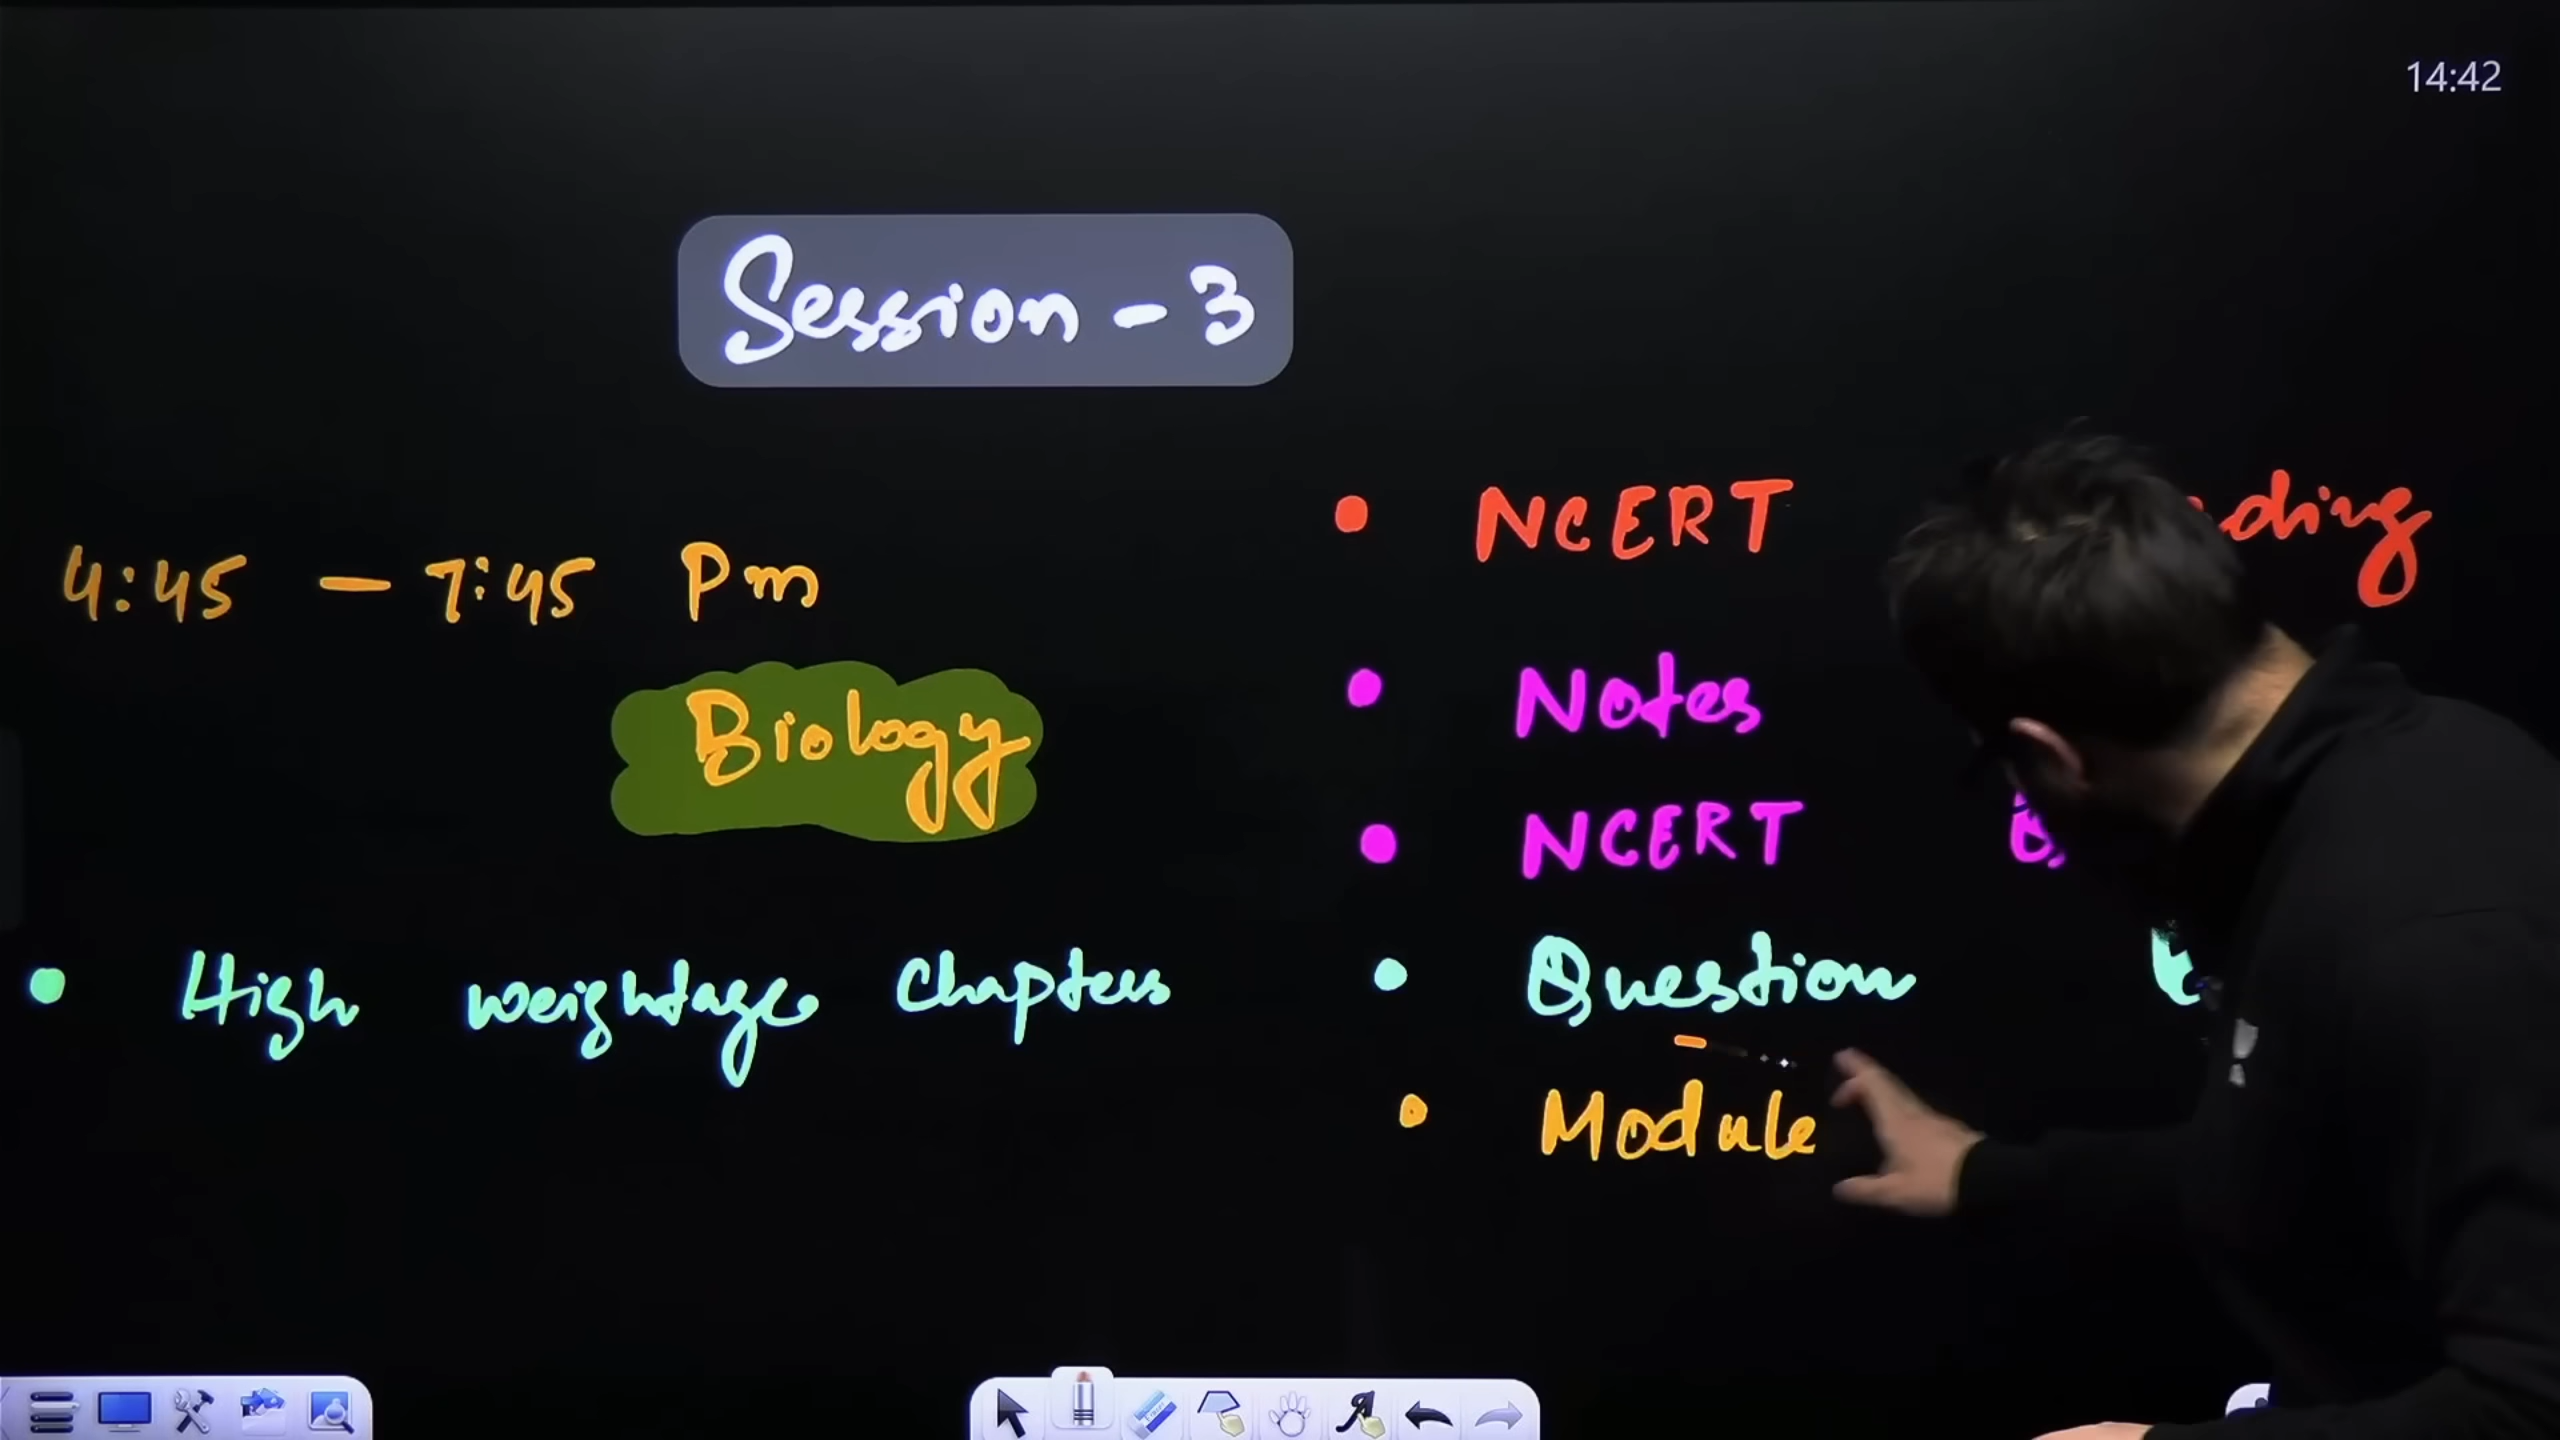 14:42
Session - 3
4:45 - 7:45 Pm
Biology
• High weightage Chapters
• NCERT
• Notes
• NCERT
• Question
• Module